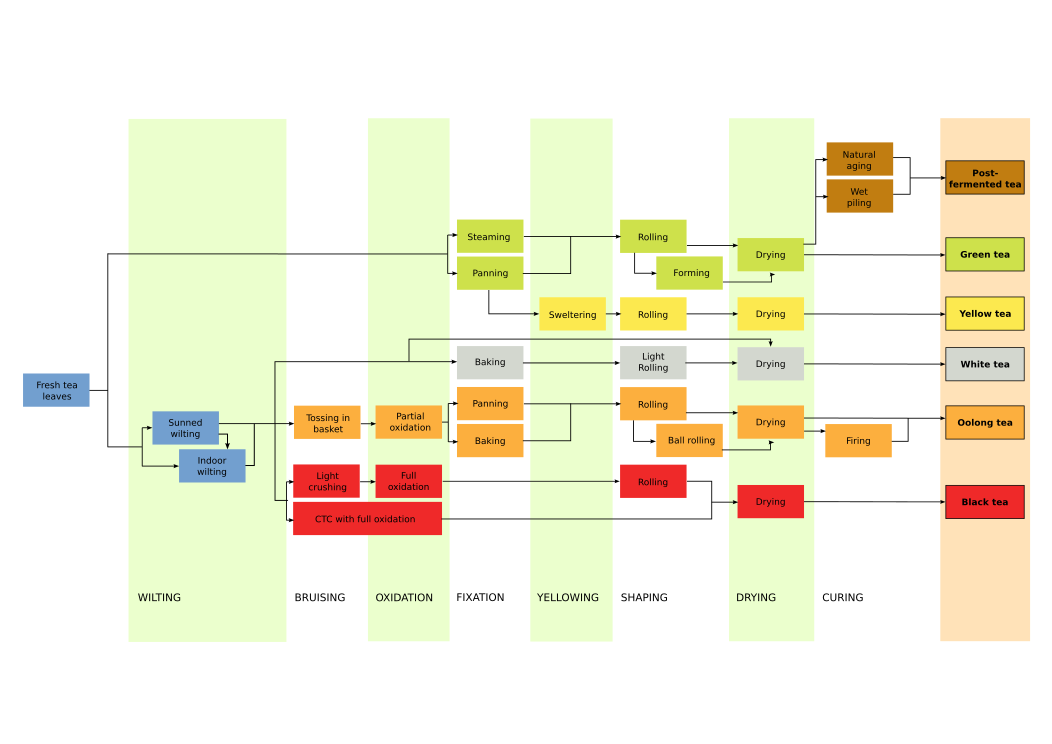 Natural
aging
Post-
fermented tea
Wet
piling
Steaming
Rolling
Drying
Green tea
Panning
Forming
Sweltering
Rolling
Drying
Yellow tea
Baking
Light
Rolling
Drying
White tea
Fresh tea
leaves
Sunned
wilting
Indoor
wilting
Tossing in
basket
Partial
oxidation
Panning
Baking
Rolling
Ball rolling
Drying
Firing
Oolong tea
Light
crushing
Full
oxidation
Rolling
CTC with full oxidation
Drying
Black tea
WILTING
BRUISING
OXIDATION
FIXATION
YELLOWING
SHAPING
DRYING
CURING